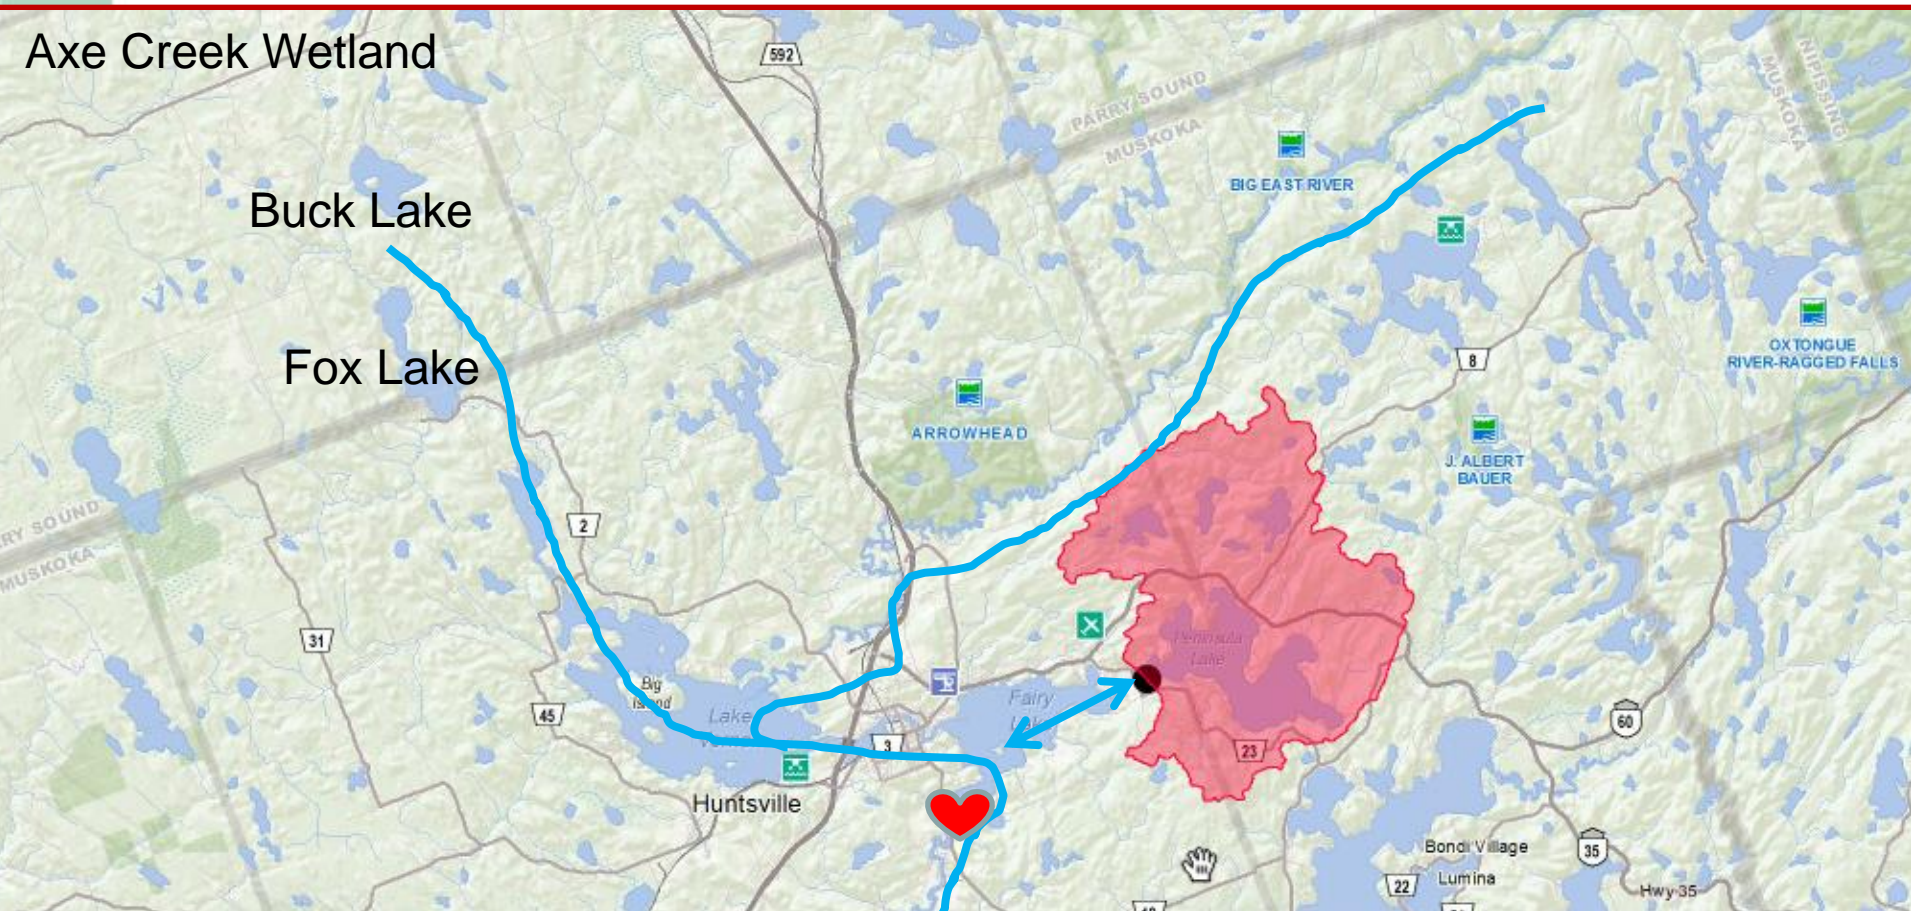 Axe Creek Wetland
592
NIPISSING
MUSKOKA
PARRY SOUND
MUSKOKA
BIG EAST RIVER
Buck Lake
OXTONGUE
RIVER-RAGGED FALLS
8
Fox Lake
ARROWHEAD
J. ALBERT
BAUER
RY SOUND
MUSKOKA
2
31
Peninsula
Lake
Big
Island
Fairy
45
Lake
60
3
23
Huntsville
Bondi Village
35
Lumina
22
Hwy 35